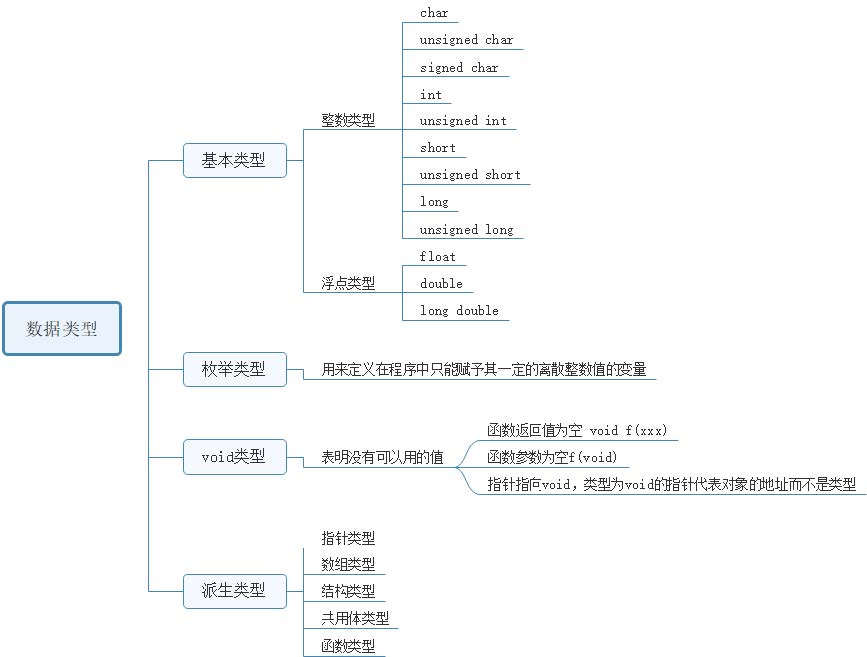 数据类型
基本类型
整数类型
char
unsigned char
signed char
int
unsigned int
short
unsigned short
long
unsigned long
浮点类型
float
double
long double
枚举类型
用来定义在程序中只能赋予其一定的离散整数值的变量
void类型
表明没有可以用的值
函数返回值为空 void f(xxx)
函数参数为空f(void)
指针指向void，类型为void的指针代表对象的地址而不是类型
派生类型
指针类型
数组类型
结构类型
共用体类型
函数类型